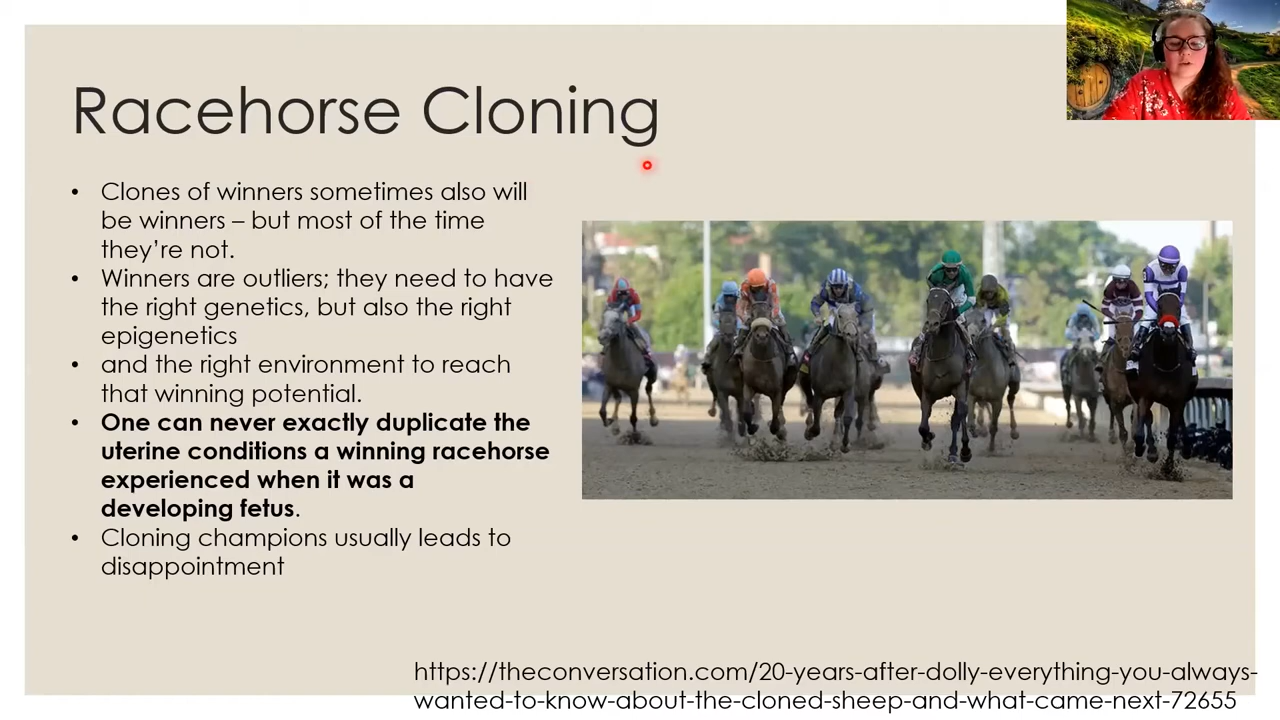 Racehorse Cloning
• Clones of winners sometimes also will
be winners – but most of the time
they're not.
• Winners are outliers; they need to have
the right genetics, but also the right
epigenetics
• and the right environment to reach
that winning potential.
• One can never exactly duplicate the
uterine conditions a winning racehorse
experienced when it was a
developing fetus.
• Cloning champions usually leads to
disappointment
https://theconversation.com/20-years-after-dolly-everything-you-always-
wanted-to-know-about-the-cloned-sheep-and-what-came-next-72655